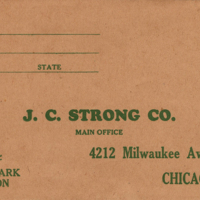 STATE
J. C. STRONG CO.
MAIN OFFICE
4212 Milwaukee Av
ARK
CHICAG
ON